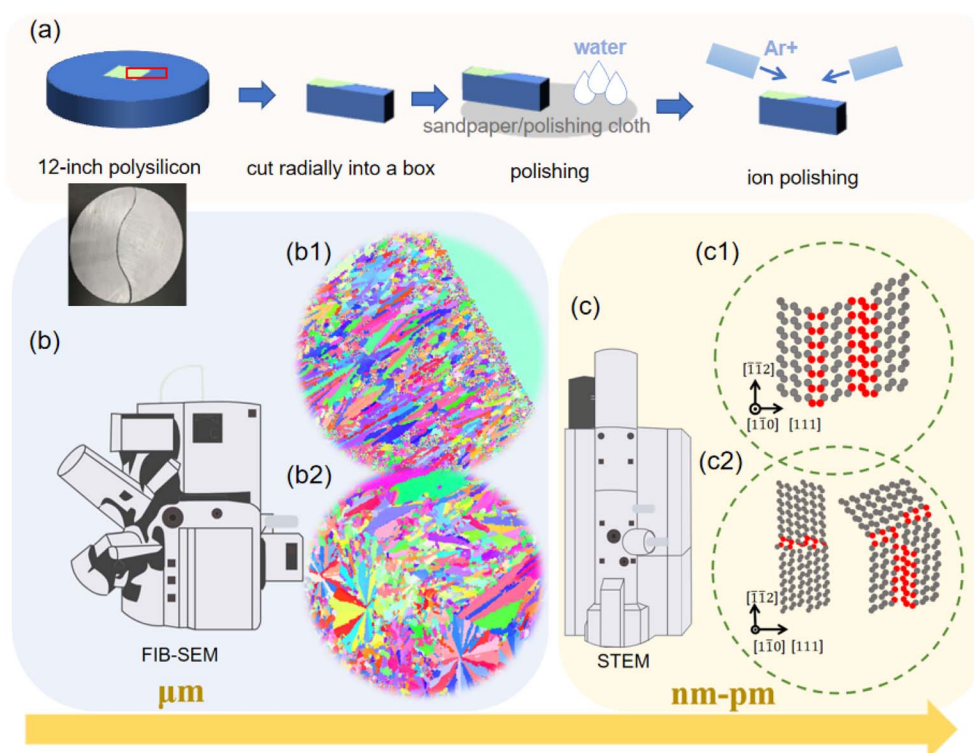 (a)
water
Ar+
sandpaper/polishing cloth
12-inch polysilicon
cut radially into a box
polishing
ion polishing
(b)
(b1)
(b2)
FIB-SEM
μm
(c)
(c1)
[1̄1̄2]
[11̄0] [111]
(c2)
[1̄1̄2]
[11̄0] [111]
STEM
nm-pm